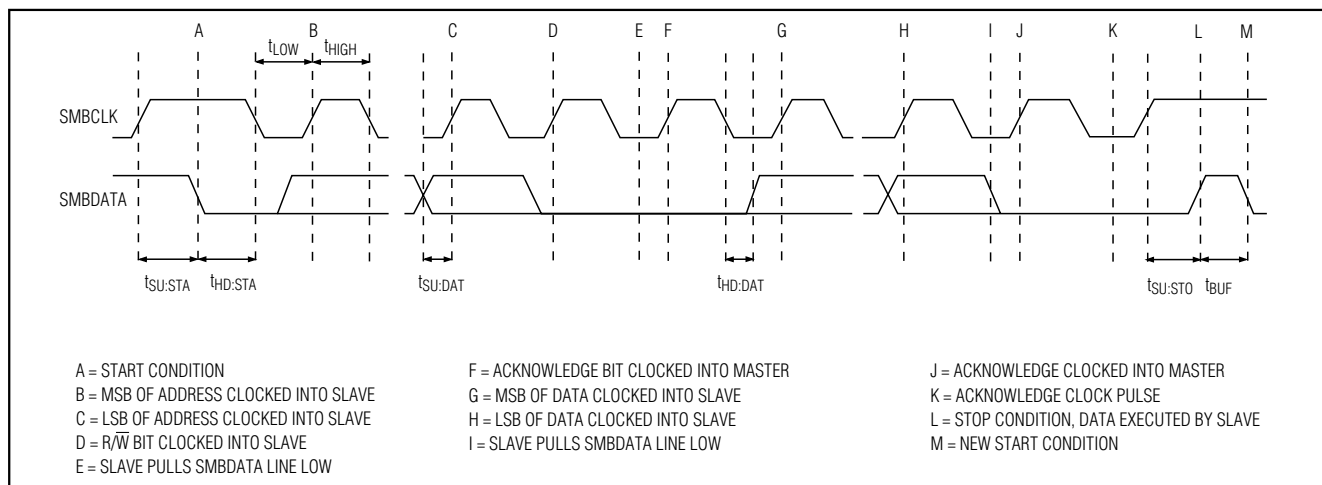 A B C D E F G H I J K L M
tLOW tHIGH
SMBCLK
SMBDATA
tSU:STA tHD:STA tSU:DAT tHD:DAT tSU:STO tBUF
A = START CONDITION
B = MSB OF ADDRESS CLOCKED INTO SLAVE
C = LSB OF ADDRESS CLOCKED INTO SLAVE
D = R/W̅ BIT CLOCKED INTO SLAVE
E = SLAVE PULLS SMBDATA LINE LOW
F = ACKNOWLEDGE BIT CLOCKED INTO MASTER
G = MSB OF DATA CLOCKED INTO SLAVE
H = LSB OF DATA CLOCKED INTO SLAVE
I = SLAVE PULLS SMBDATA LINE LOW
J = ACKNOWLEDGE CLOCKED INTO MASTER
K = ACKNOWLEDGE CLOCK PULSE
L = STOP CONDITION, DATA EXECUTED BY SLAVE
M = NEW START CONDITION